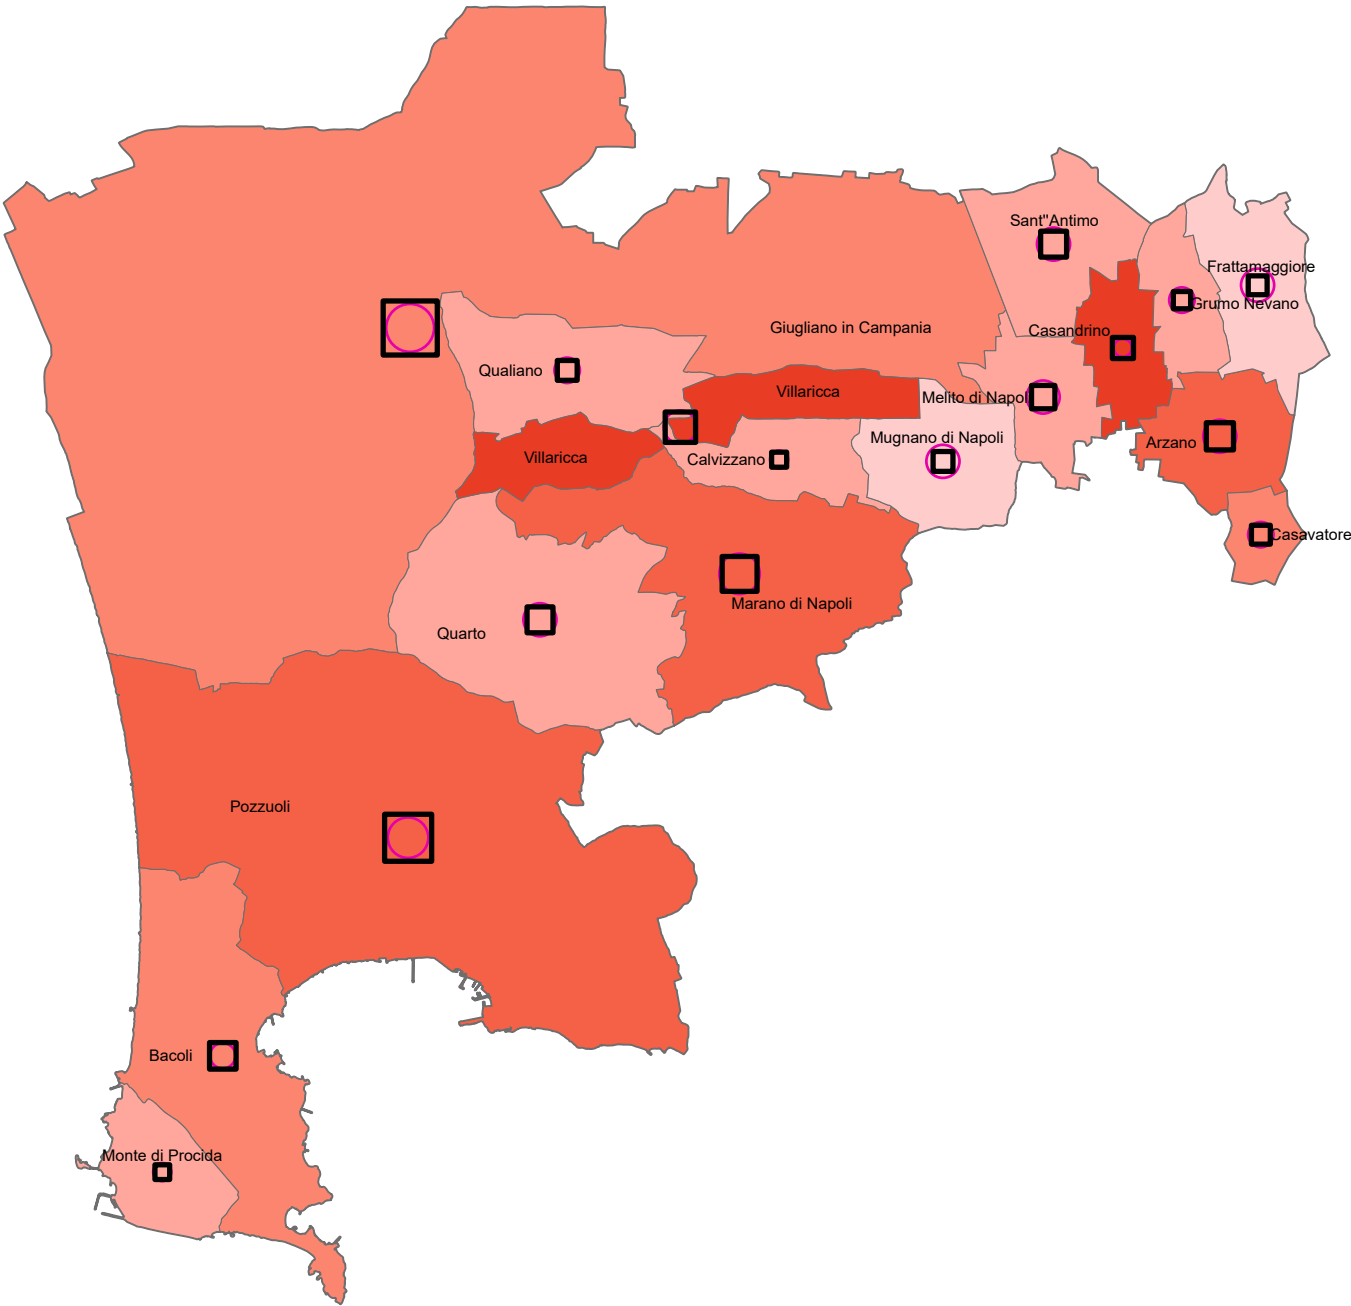 Sant"Antimo
Frattamaggiore
Grumo Nevano
Giugliano in Campania
Casandrino
Qualiano
Villaricca
Melito di Napoli
Mugnano di Napoli
Arzano
Villaricca
Calvizzano
Casavatore
Marano di Napoli
Quarto
Pozzuoli
Bacoli
Monte di Procida